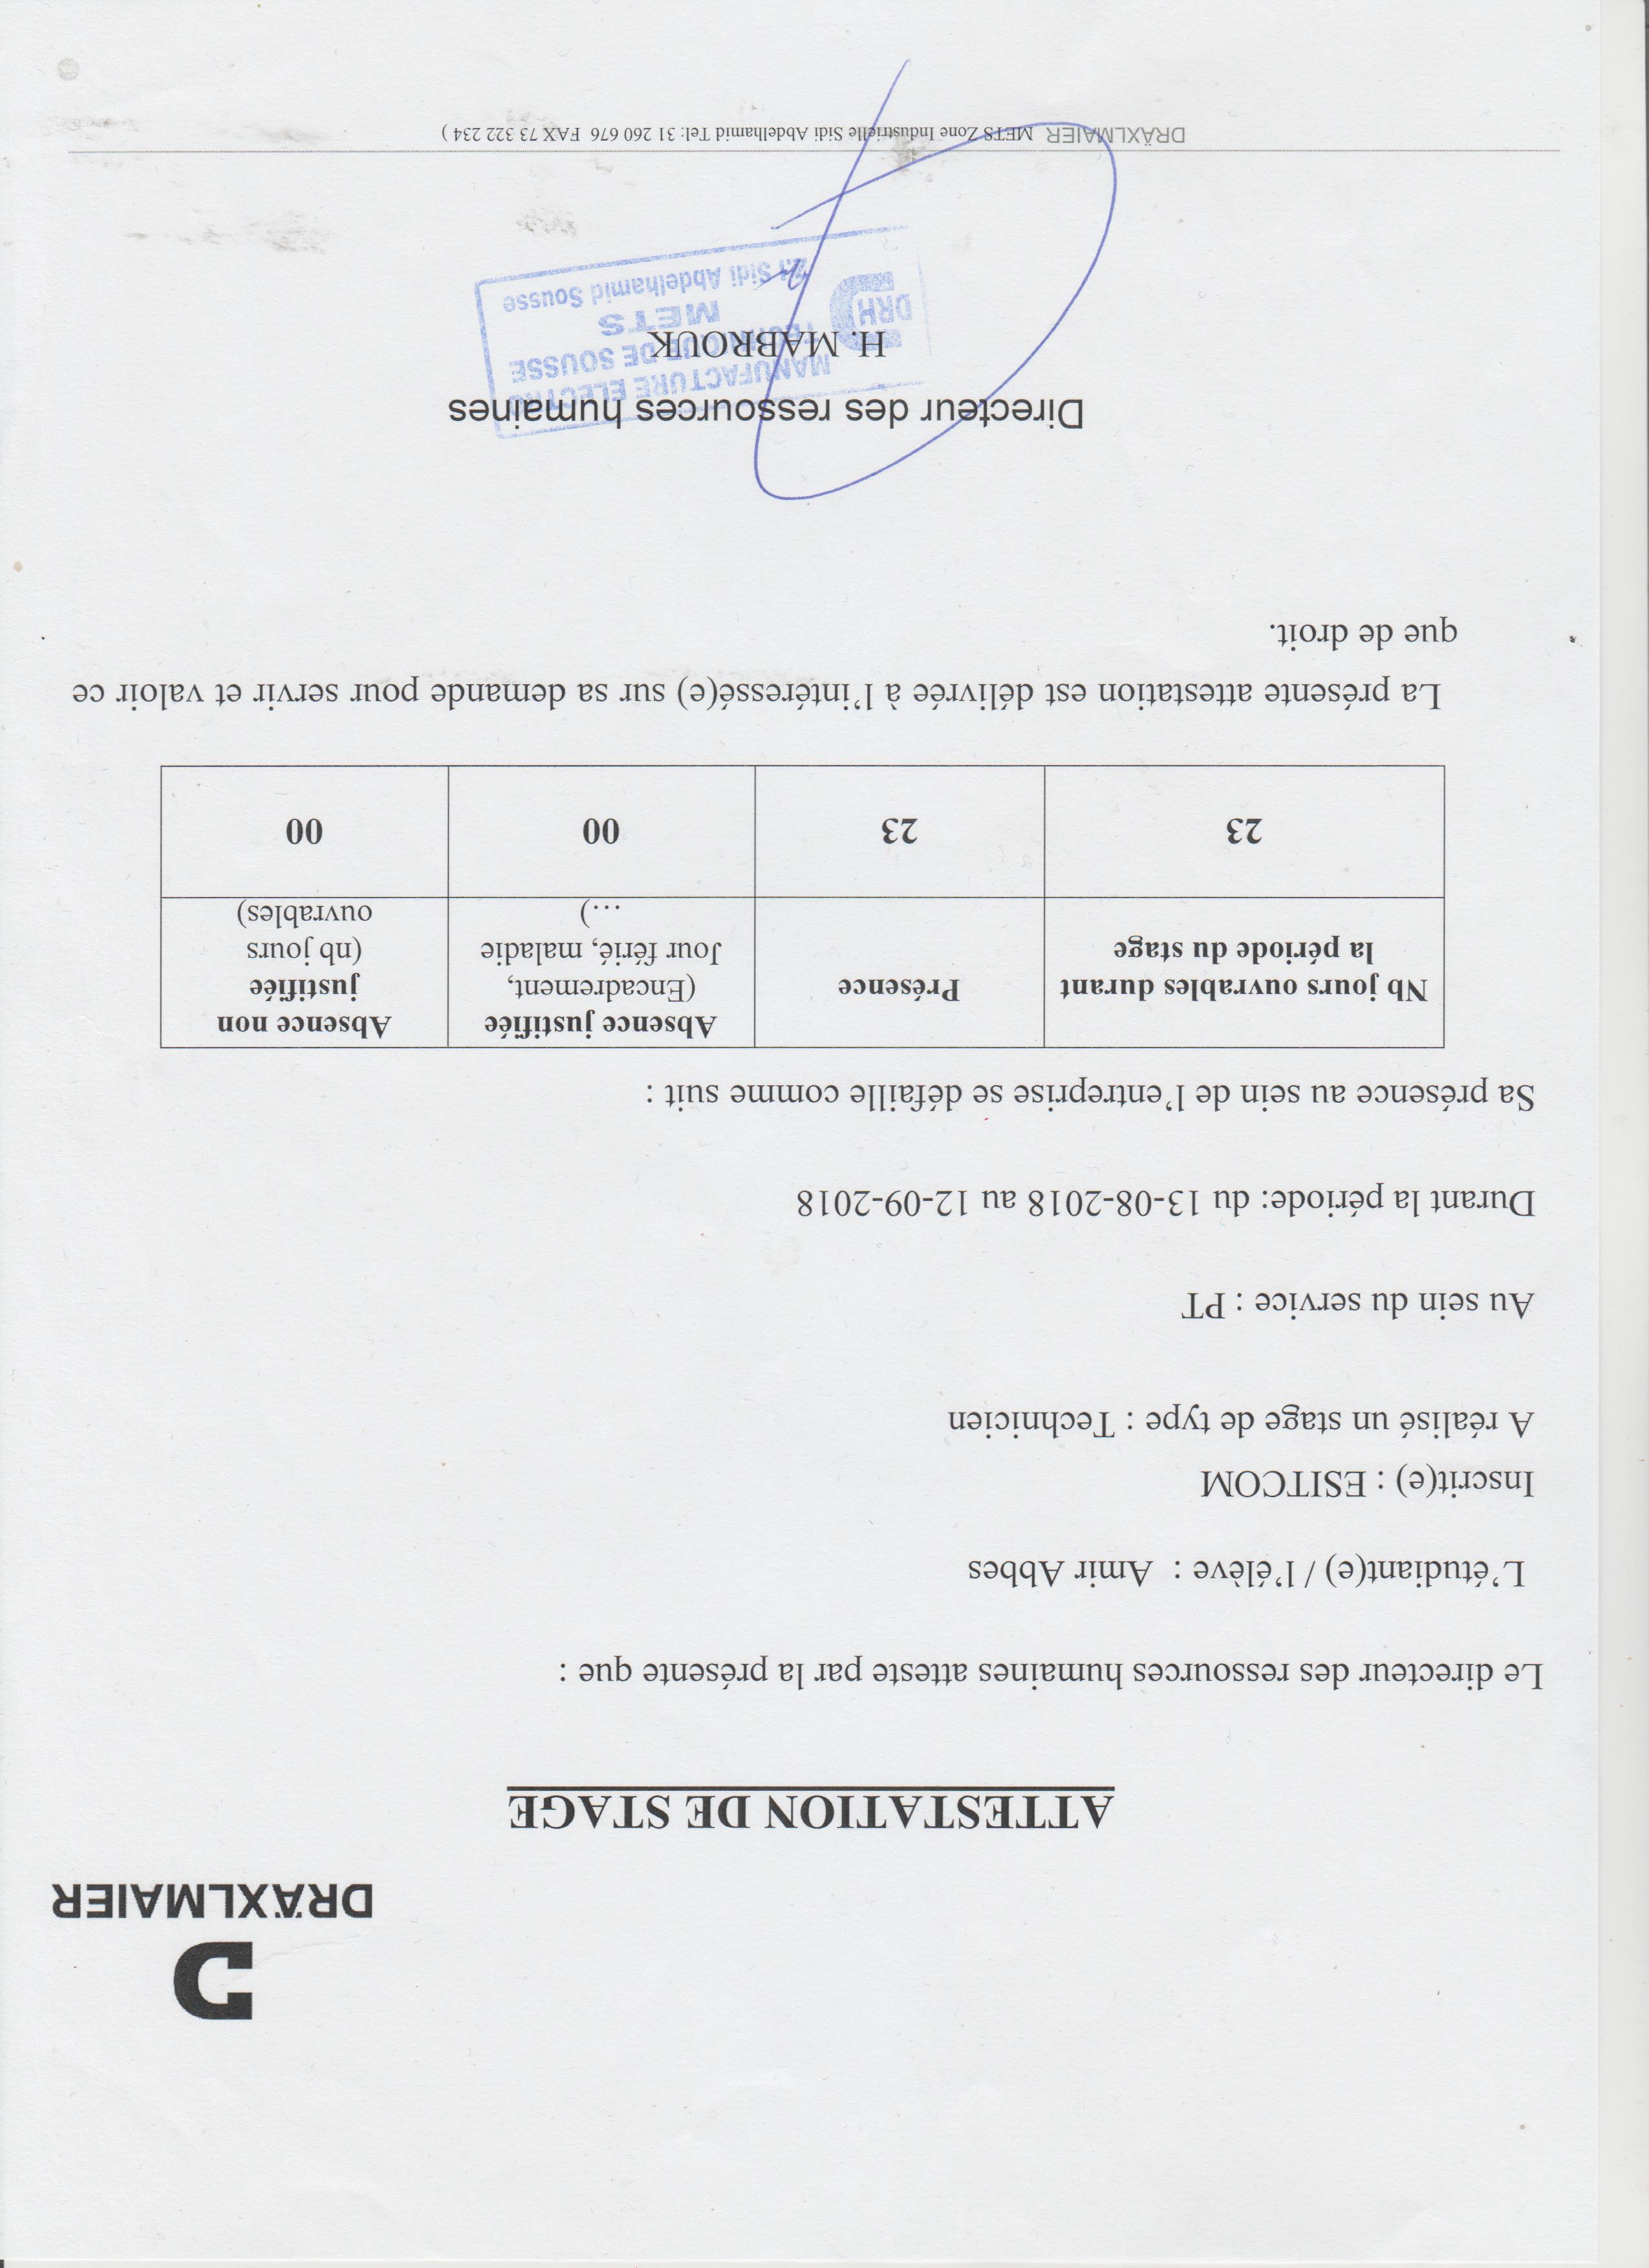 DRÄXLMAIER
ATTESTATION DE STAGE
Le directeur des ressources humaines atteste par la présente que :
L'étudiant(e) / l'élève : Amir Abbes
Inscrit(e) : ESITCOM
A réalisé un stage de type : Technicien
Au sein du service : PT
Durant la période: du 13-08-2018 au 12-09-2018
Sa présence au sein de l'entreprise se défaille comme suit :
Nb jours ouvrables durant la période du stage
Présence
Absence justifiée
(Encadrement,
Jour férié, maladie
…)
Absence non
justifiée
(nb jours
ouvrables)
23 23 00 00
La présente attestation est délivrée à l'intéressé(e) sur sa demande pour servir et valoir ce
que de droit.
Directeur des ressources humaines
H. MABROUK
MANUFACTURE ELECTRO
TECHNIQUE DE SOUSSE
METS
DRH
Z.I Sidi Abdelhamid Sousse
DRÄXLMAIER METS Zone Industrielle Sidi Abdelhamid Tel: 31 260 676 FAX 73 322 234 )